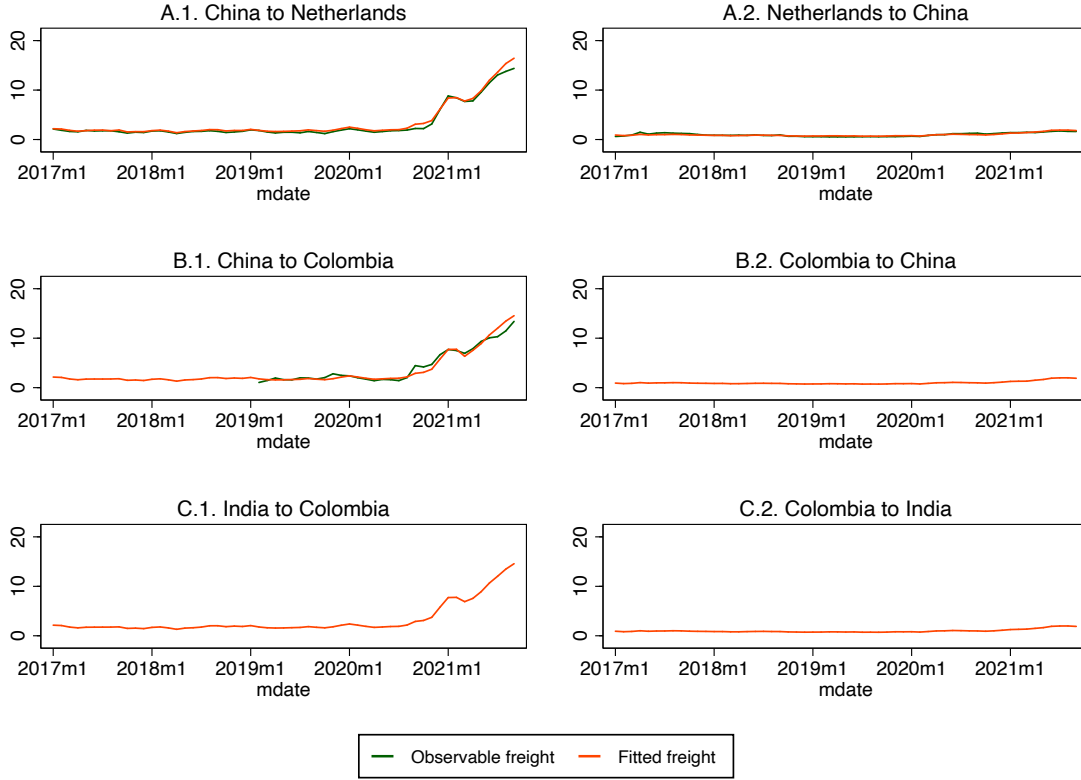 A.1. China to Netherlands
20
10
0
2017m1 2018m1 2019m1 2020m1 2021m1
mdate
A.2. Netherlands to China
20
10
0
2017m1 2018m1 2019m1 2020m1 2021m1
mdate
B.1. China to Colombia
20
10
0
2017m1 2018m1 2019m1 2020m1 2021m1
mdate
B.2. Colombia to China
20
10
0
2017m1 2018m1 2019m1 2020m1 2021m1
mdate
C.1. India to Colombia
20
10
0
2017m1 2018m1 2019m1 2020m1 2021m1
mdate
C.2. Colombia to India
20
10
0
2017m1 2018m1 2019m1 2020m1 2021m1
mdate
Observable freight Fitted freight